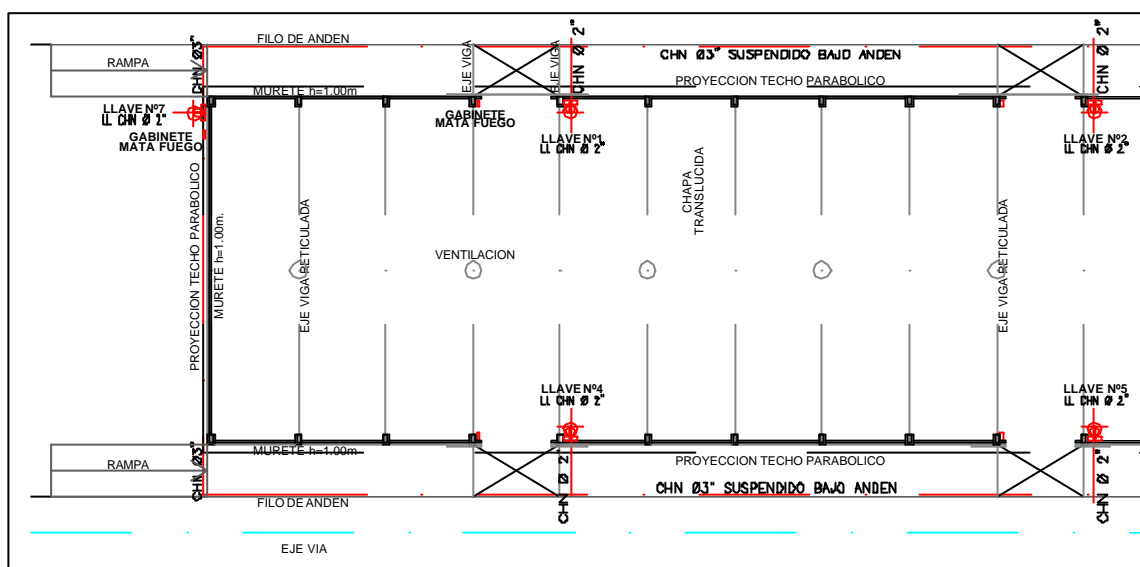 FILO DE ANDEN
CHN Ø3"
RAMPA
EJE VIGA
EJE VIGA
CHN Ø 2"
CHN Ø3" SUSPENDIDO BAJO ANDEN
PROYECCION TECHO PARABOLICO
CHN Ø 2"
MURETE h=1.00m
LLAVE Nº7
LL CHN Ø 2"
GABINETE
MATA FUEGO
GABINETE
MATA FUEGO
LLAVE Nº1
LL CHN Ø 2"
LLAVE Nº2
LL CHN Ø 2"
CHAPA
TRANSLUCIDA
PROYECCION TECHO PARABOLICO
MURETE h=1.00m.
EJE VIGA RETICULADA
VENTILACION
EJE VIGA RETICULADA
LLAVE Nº4
LL CHN Ø 2"
LLAVE Nº5
LL CHN Ø 2"
MURETE h=1.00m
RAMPA
CHN Ø3"
PROYECCION TECHO PARABOLICO
CHN Ø 2"
CHN Ø3" SUSPENDIDO BAJO ANDEN
CHN Ø 2"
FILO DE ANDEN
EJE VIA